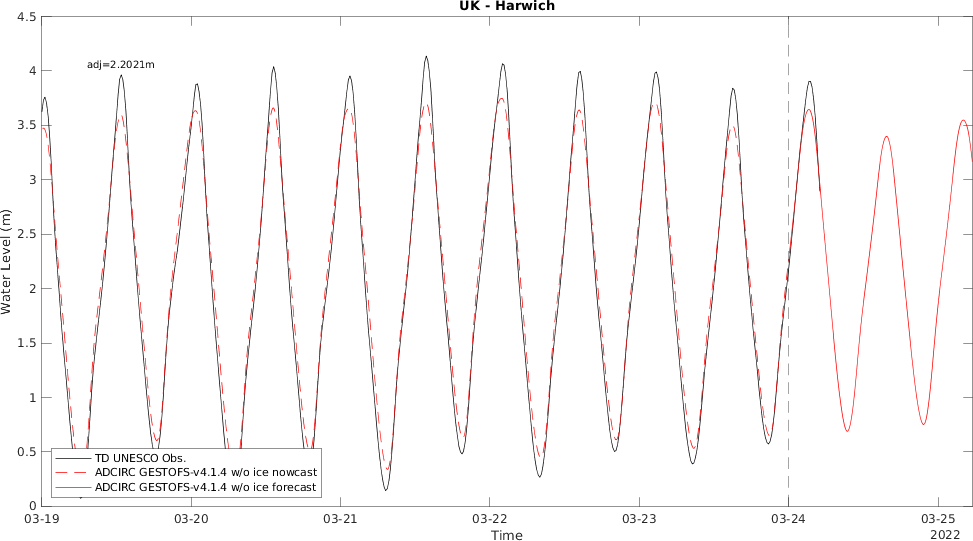 UK - Harwich
4.5
4
3.5
3
2.5
2
1.5
1
0.5
0
Water Level (m)
adj=2.2021m
TD UNESCO Obs.
ADCIRC GESTOFS-v4.1.4 w/o ice nowcast
ADCIRC GESTOFS-v4.1.4 w/o ice forecast
03-19 03-20 03-21 03-22 03-23 03-24 03-25
Time
2022